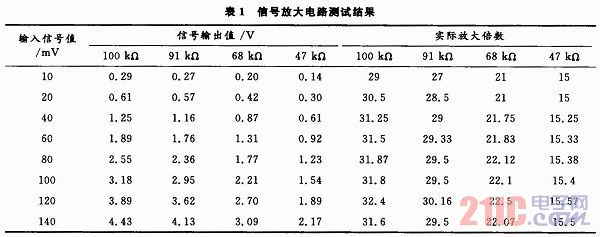 表1 信号放大电路测试结果
输入信号值/mV 信号输出值/V 实际放大倍数
100 kΩ 91 kΩ 68 kΩ 47 kΩ 100 kΩ 91 kΩ 68 kΩ 47 kΩ
10 0.29 0.27 0.20 0.14 29 27 21 15
20 0.61 0.57 0.42 0.30 30.5 28.5 21 15
40 1.25 1.16 0.87 0.61 31.25 29 21.75 15.25
60 1.89 1.76 1.31 0.92 31.5 29.33 21.83 15.33
80 2.55 2.36 1.77 1.23 31.87 29.5 22.12 15.38
100 3.18 2.95 2.21 1.54 31.8 29.5 22.1 15.4
120 3.89 3.62 2.70 1.89 32.4 30.16 22.5 15.57
140 4.43 4.13 3.09 2.17 31.6 29.5 22.07 15.5
21IC电子网
.com